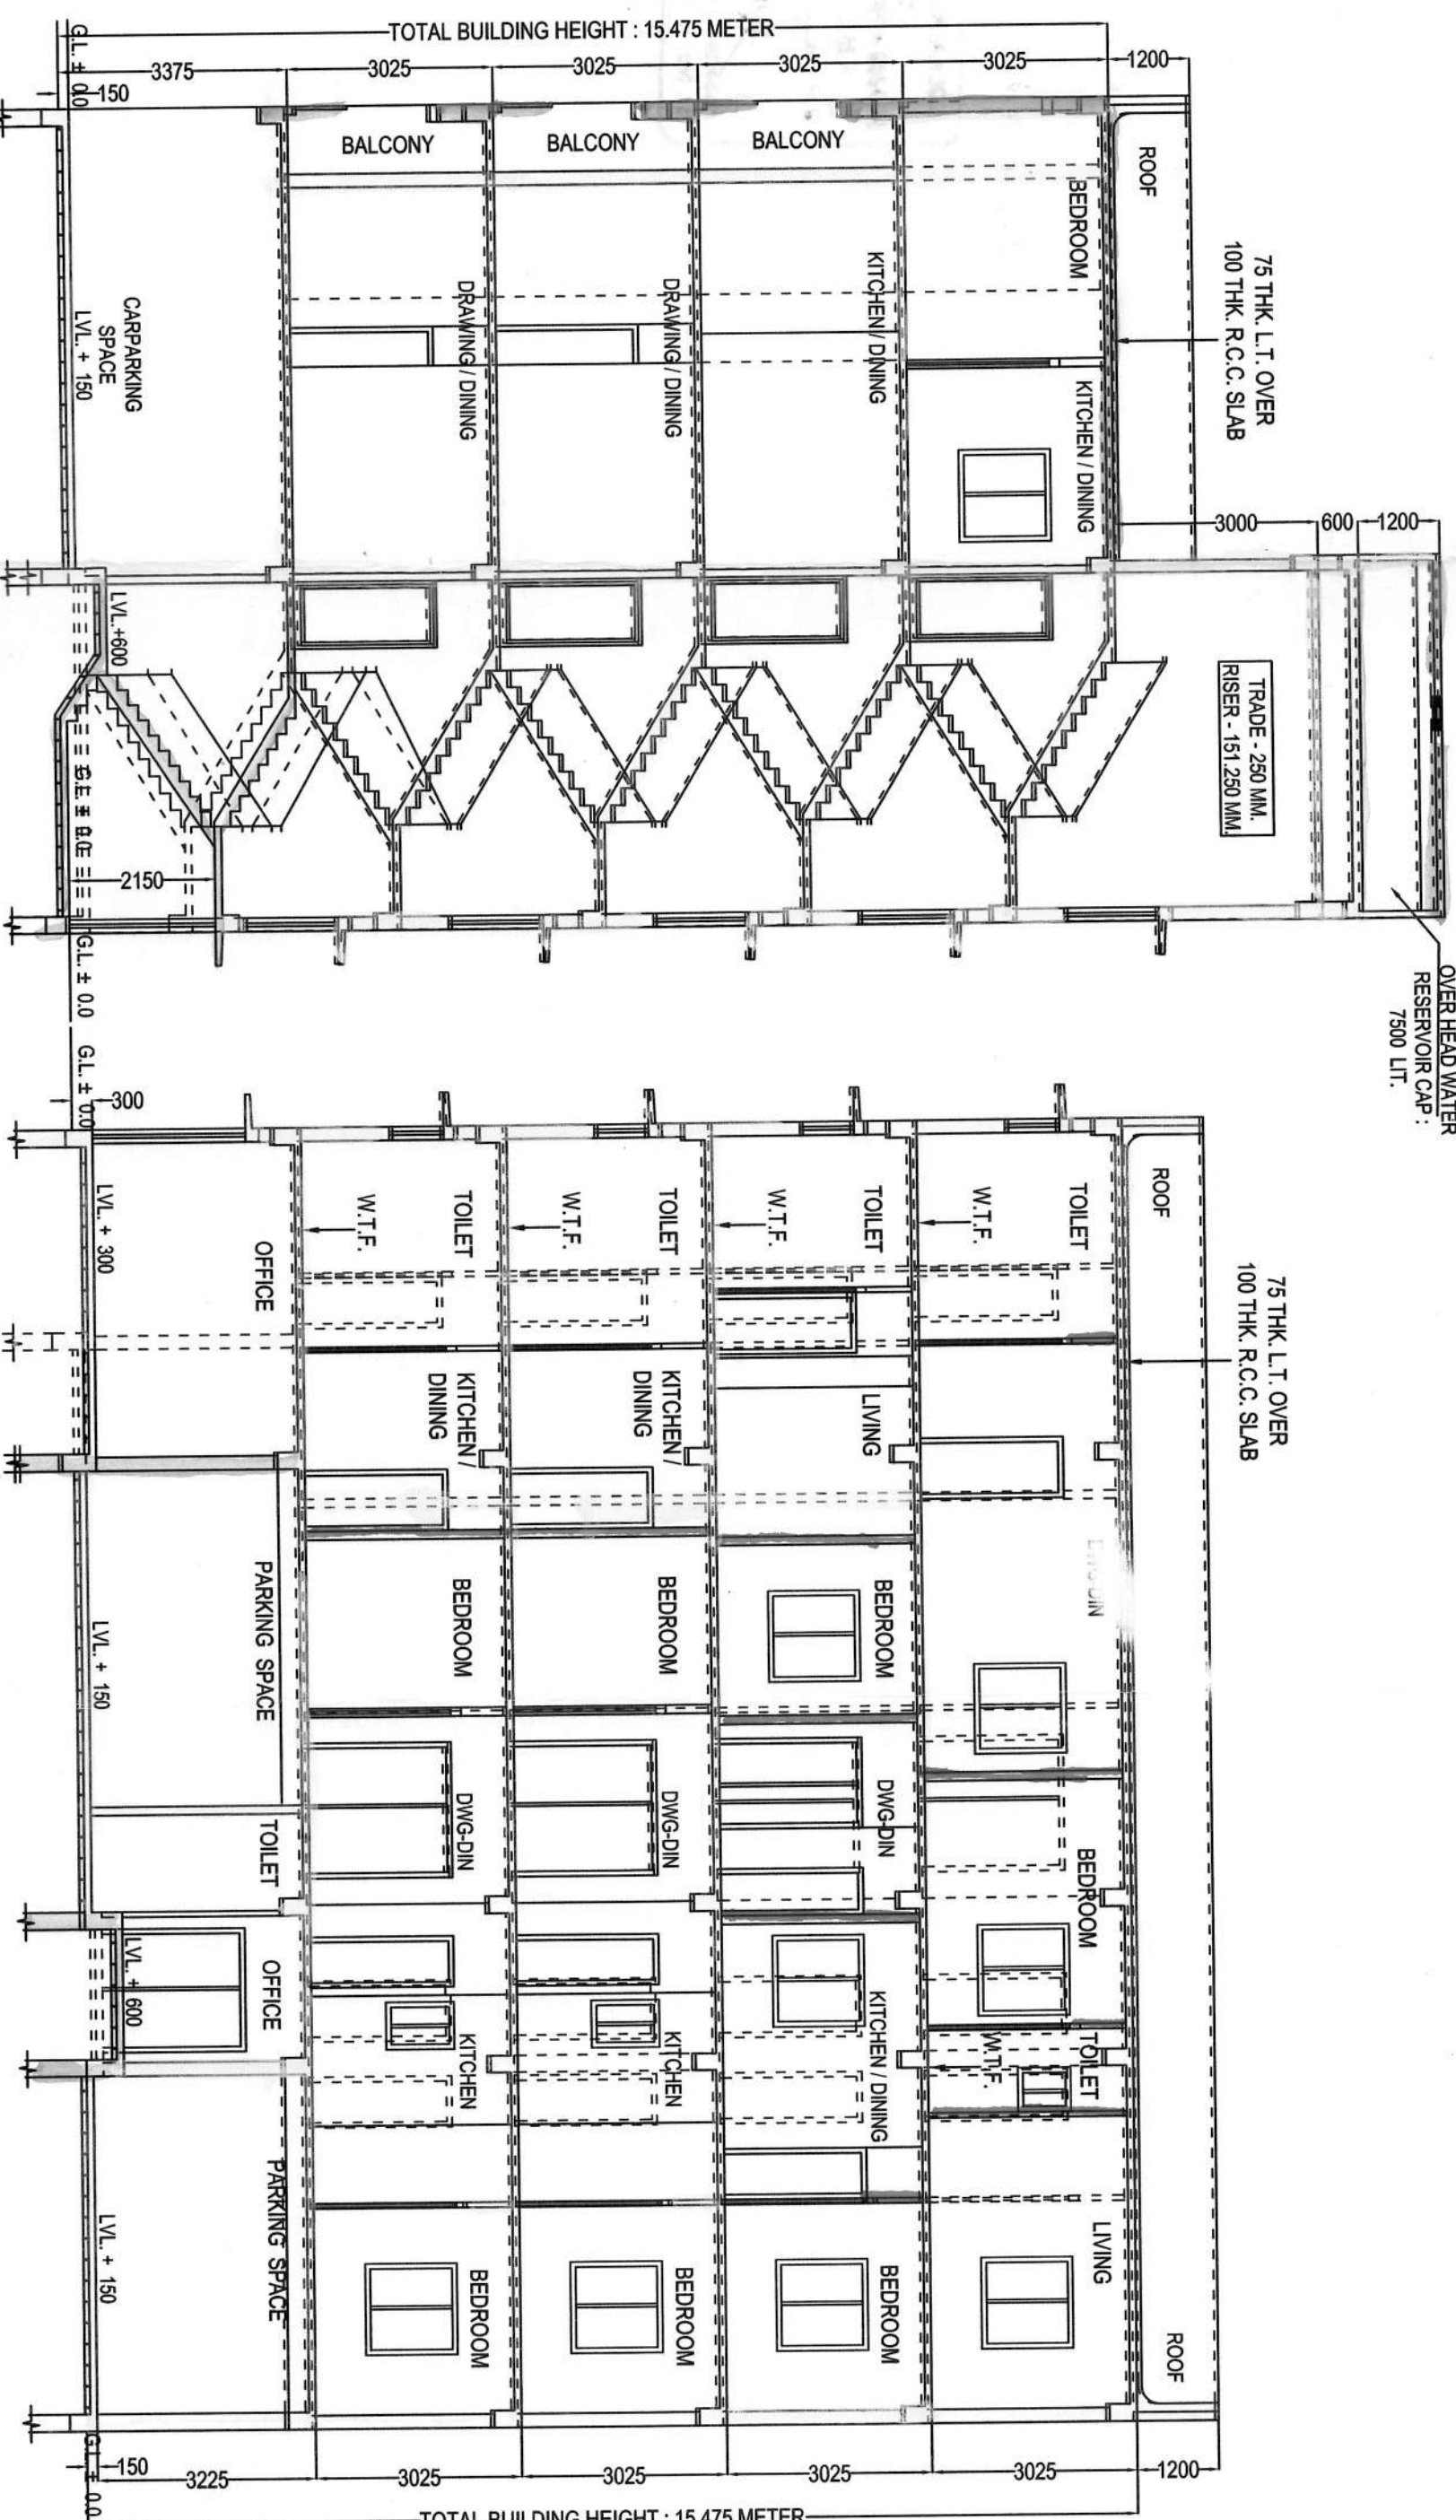 TOTAL BUILDING HEIGHT : 15.475 METER
G.L. ± 0.0
150
3375
3025
3025
3025
3025
1200
BALCONY
BALCONY
BALCONY
BEDROOM
ROOF
75 THK. L.T. OVER
100 THK. R.C.C. SLAB
CARPARKING
SPACE
LVL. + 150
DRAWING / DINING
DRAWING / DINING
KITCHEN / DINING
KITCHEN / DINING
3000
600
1200
LVL.+600
G.L. ± 0.0
2150
TRADE - 250 MM.
RISER - 151.250 MM.
OVER HEAD WATER
RESERVOIR CAP :
7500 LIT.
G.L. ± 0.0
G.L. ± 0.0
300
LVL. + 300
OFFICE
TOILET
W.T.F.
TOILET
W.T.F.
TOILET
W.T.F.
TOILET
W.T.F.
ROOF
75 THK. L.T. OVER
100 THK. R.C.C. SLAB
KITCHEN /
DINING
KITCHEN /
DINING
LIVING
PARKING SPACE
LVL. + 150
BEDROOM
BEDROOM
BEDROOM
TOILET
DWG-DIN
DWG-DIN
DWG-DIN
BEDROOM
OFFICE
LVL. + 600
KITCHEN
KITCHEN
KITCHEN / DINING
TOILET
W.T.F.
PARKING SPACE
LVL. + 150
BEDROOM
BEDROOM
BEDROOM
LIVING
ROOF
G.L. ± 0.0
150
3225
3025
3025
3025
3025
1200
TOTAL BUILDING HEIGHT : 15.475 METER